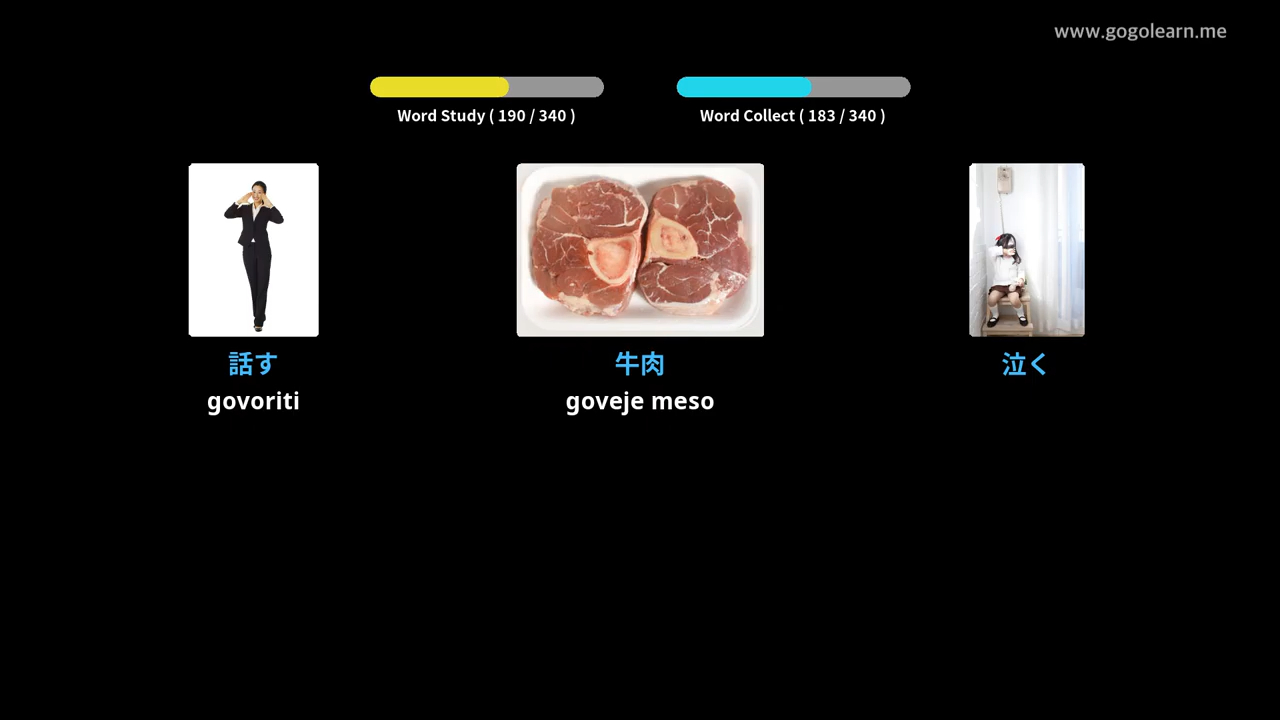 www.gogolearn.me
Word Study ( 190 / 340 )
Word Collect ( 183 / 340 )
話す
牛肉
泣く
govoriti
goveje meso